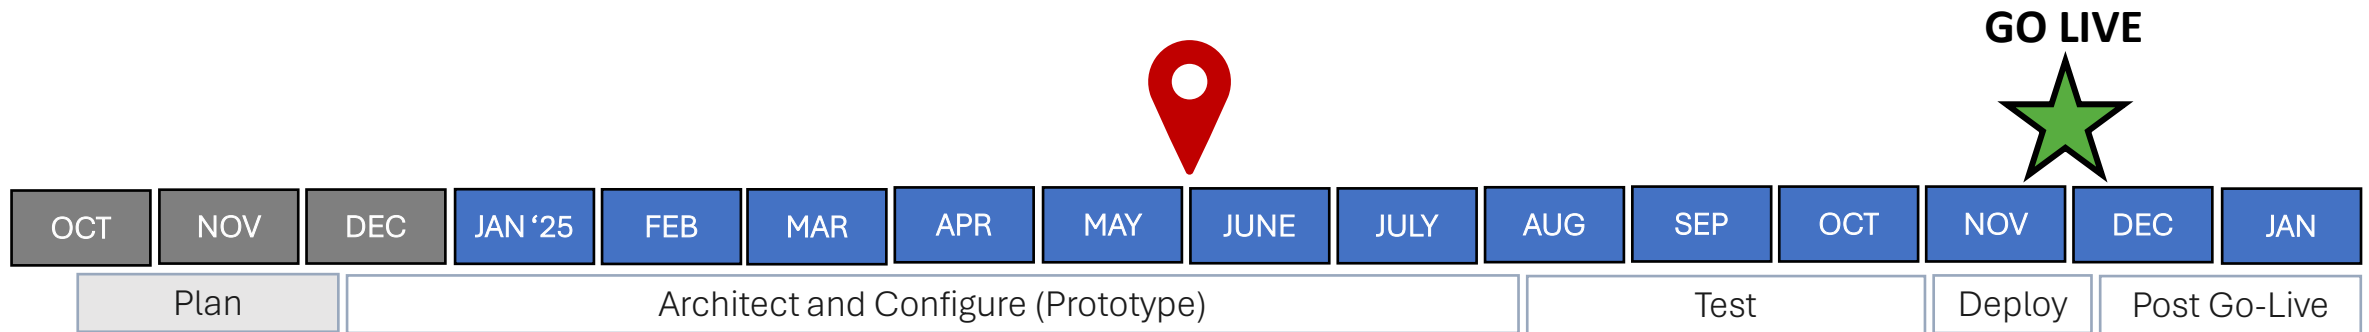 GO LIVE
OCT NOV DEC JAN ‘25 FEB MAR APR MAY JUNE JULY AUG SEP OCT NOV DEC JAN
Plan Architect and Configure (Prototype) Test Deploy Post Go-Live